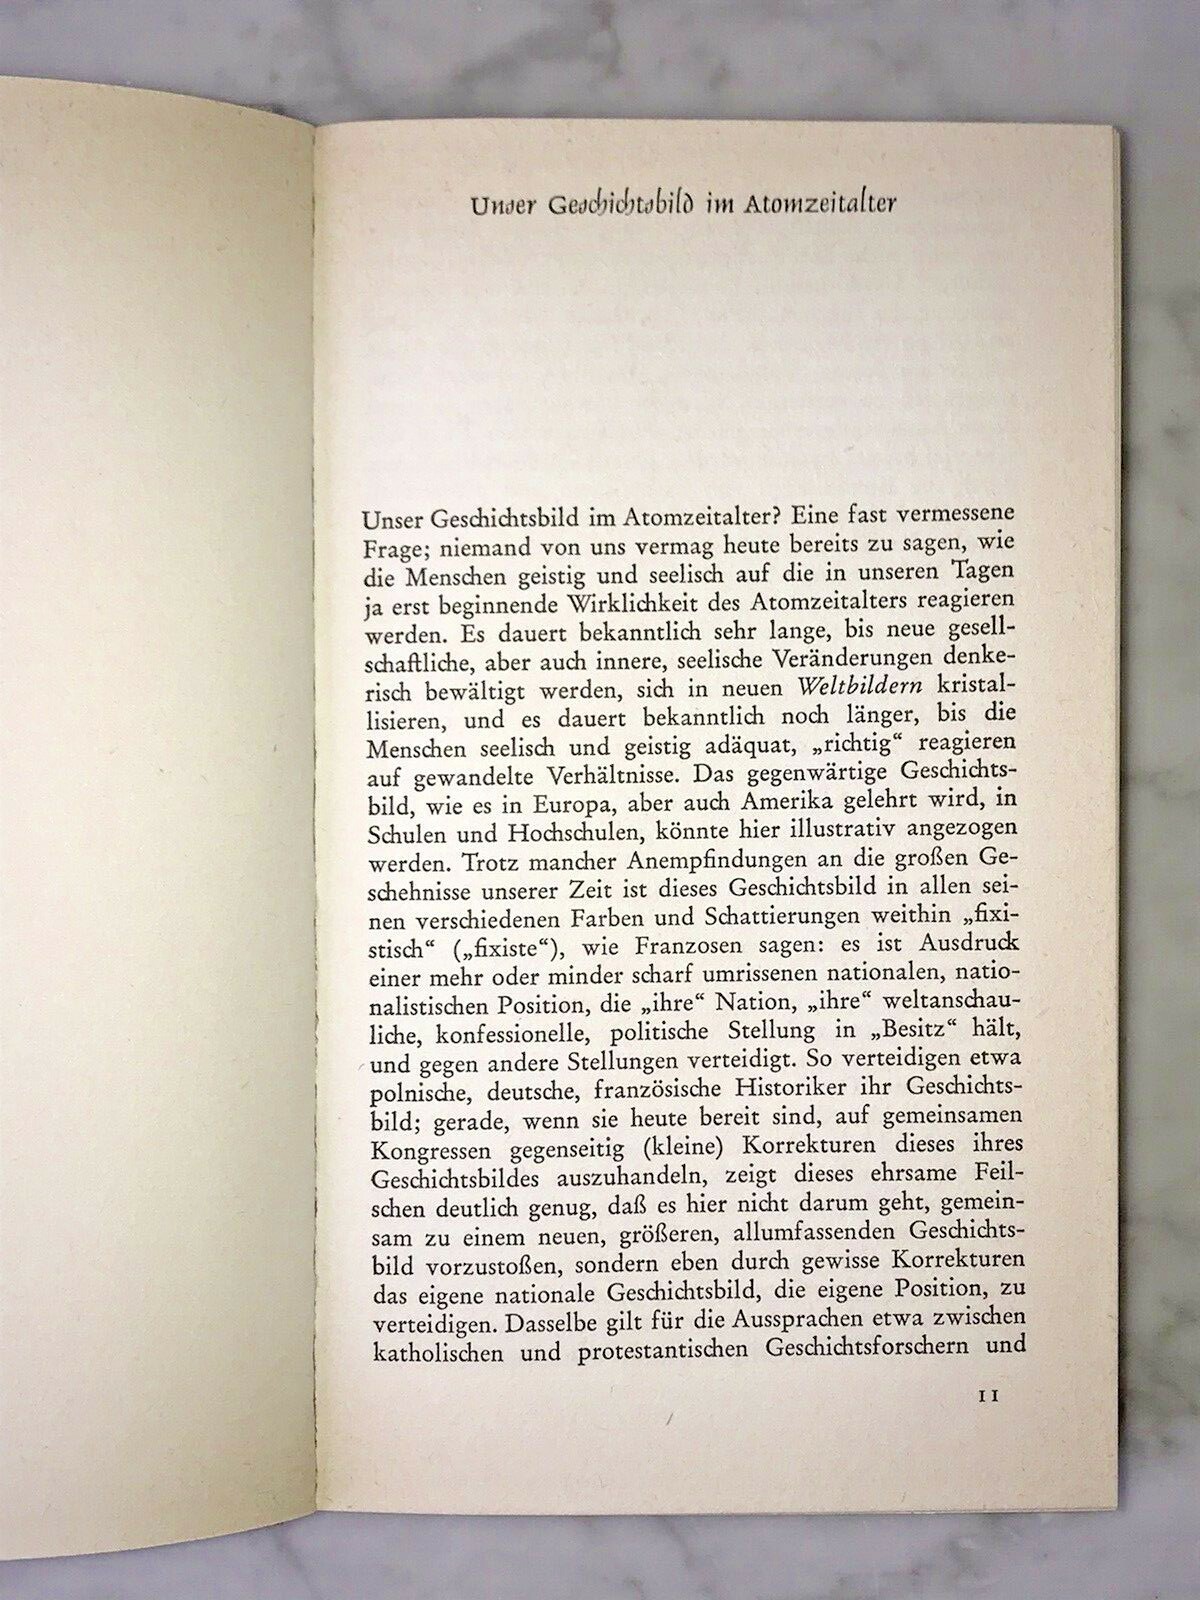 Unser Geschichtsbild im Atomzeitalter
Unser Geschichtsbild im Atomzeitalter? Eine fast vermessene
Frage; niemand von uns vermag heute bereits zu sagen, wie
die Menschen geistig und seelisch auf die in unseren Tagen
ja erst beginnende Wirklichkeit des Atomzeitalters reagieren
werden. Es dauert bekanntlich sehr lange, bis neue gesell-
schaftliche, aber auch innere, seelische Veränderungen denke-
risch bewältigt werden, sich in neuen Weltbildern kristal-
lisieren, und es dauert bekanntlich noch länger, bis die
Menschen seelisch und geistig adäquat, „richtig“ reagieren
auf gewandelte Verhältnisse. Das gegenwärtige Geschichts-
bild, wie es in Europa, aber auch Amerika gelehrt wird, in
Schulen und Hochschulen, könnte hier illustrativ angezogen
werden. Trotz mancher Anempfindungen an die großen Ge-
schehnisse unserer Zeit ist dieses Geschichtsbild in allen sei-
nen verschiedenen Farben und Schattierungen weithin „fixi-
stisch“ („fixiste“), wie Franzosen sagen: es ist Ausdruck
einer mehr oder minder scharf umrissenen nationalen, natio-
nalistischen Position, die „ihre“ Nation, „ihre“ weltanschau-
liche, konfessionelle, politische Stellung in „Besitz“ hält,
und gegen andere Stellungen verteidigt. So verteidigen etwa
polnische, deutsche, französische Historiker ihr Geschichts-
bild; gerade, wenn sie heute bereit sind, auf gemeinsamen
Kongressen gegenseitig (kleine) Korrekturen dieses ihres
Geschichtsbildes auszuhandeln, zeigt dieses ehrsame Feil-
schen deutlich genug, daß es hier nicht darum geht, gemein-
sam zu einem neuen, größeren, allumfassenden Geschichts-
bild vorzustoßen, sondern eben durch gewisse Korrekturen
das eigene nationale Geschichtsbild, die eigene Position, zu
verteidigen. Dasselbe gilt für die Aussprachen etwa zwischen
katholischen und protestantischen Geschichtsforschern und
11